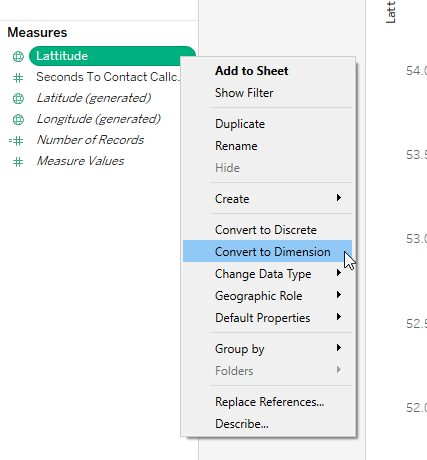 Measures
Lattitude
Seconds To Contact Callc..
Latitude (generated)
Longitude (generated)
Number of Records
Measure Values
Add to Sheet
Show Filter
Duplicate
Rename
Hide
Create
Convert to Discrete
Convert to Dimension
Change Data Type
Geographic Role
Default Properties
Group by
Folders
Replace References...
Describe...
Latt
54.0
53.5
53.0
52.5
52.0